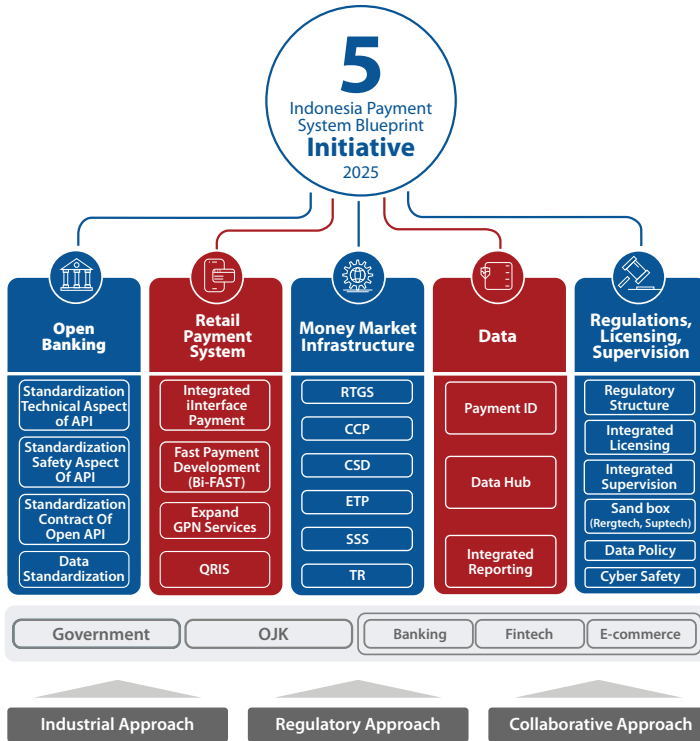 5
Indonesia Payment
System Blueprint
Initiative
2025
Open
Banking
Standardization
Technical Aspect
of API
Standardization
Safety Aspect
Of API
Standardization
Contract Of
Open API
Data
Standardization
Retail
Payment
System
Integrated
iInterface
Payment
Fast Payment
Development
(Bi-FAST)
Expand
GPN Services
QRIS
Money Market
Infrastructure
RTGS
CCP
CSD
ETP
SSS
TR
Data
Payment ID
Data Hub
Integrated
Reporting
Regulations,
Licensing,
Supervision
Regulatory
Structure
Integrated
Licensing
Integrated
Supervision
Sand box
(Rergtech, Suptech)
Data Policy
Cyber Safety
Government
OJK
Banking
Fintech
E-commerce
Industrial Approach
Regulatory Approach
Collaborative Approach